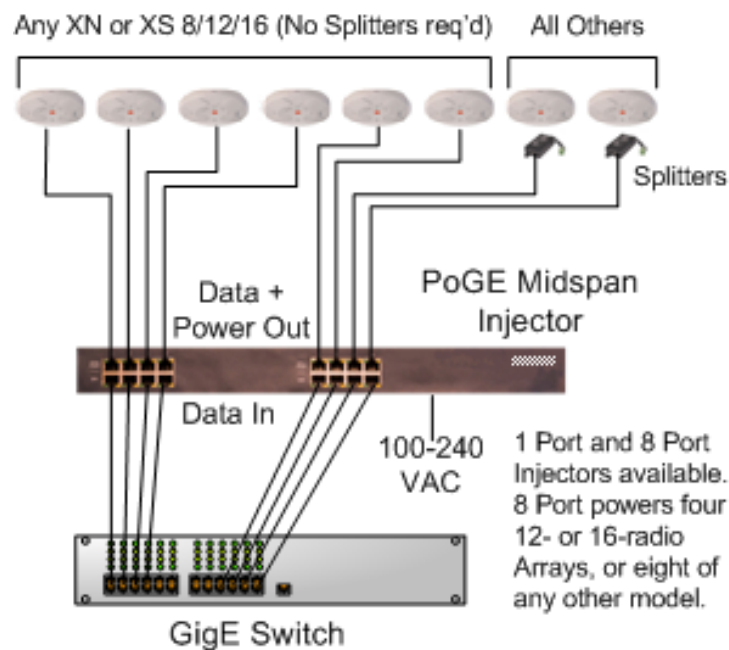 Any XN or XS 8/12/16 (No Splitters req'd)
All Others
Splitters
Data +
Power Out
PoGE Midspan
Injector
Data In
100-240
VAC
1 Port and 8 Port
Injectors available.
8 Port powers four
12- or 16-radio
Arrays, or eight of
any other model.
GigE Switch